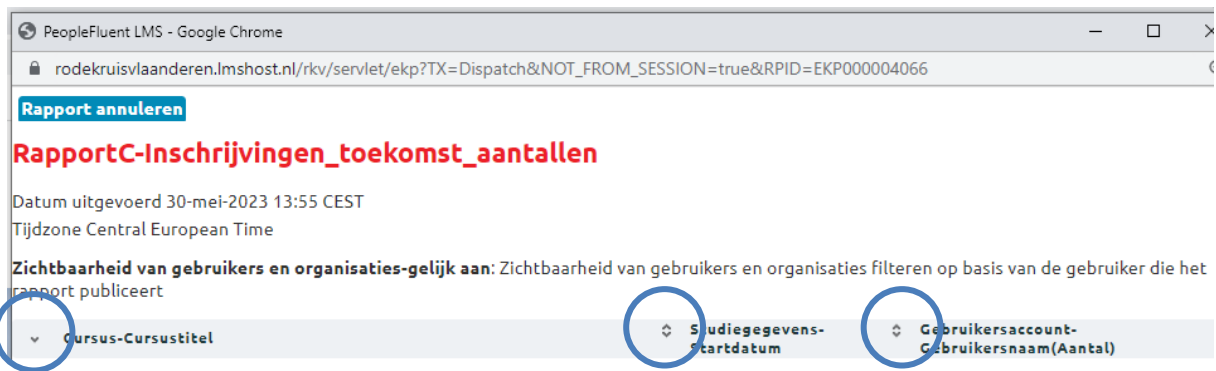 PeopleFluent LMS - Google Chrome
rodekruisvlaanderen.lmshost.nl/rkv/servlet/ekp?TX=Dispatch&NOT_FROM_SESSION=true&RPID=EKP000004066
Rapport annuleren
RapportC-Inschrijvingen_toekomst_aantallen
Datum uitgevoerd 30-mei-2023 13:55 CEST
Tijdzone Central European Time
Zichtbaarheid van gebruikers en organisaties-gelijk aan: Zichtbaarheid van gebruikers en organisaties filteren op basis van de gebruiker die het
rapport publiceert
Cursus-Cursustitel
Studiegegevens-
Startdatum
Gebruikersaccount-
Gebruikersnaam(Aantal)